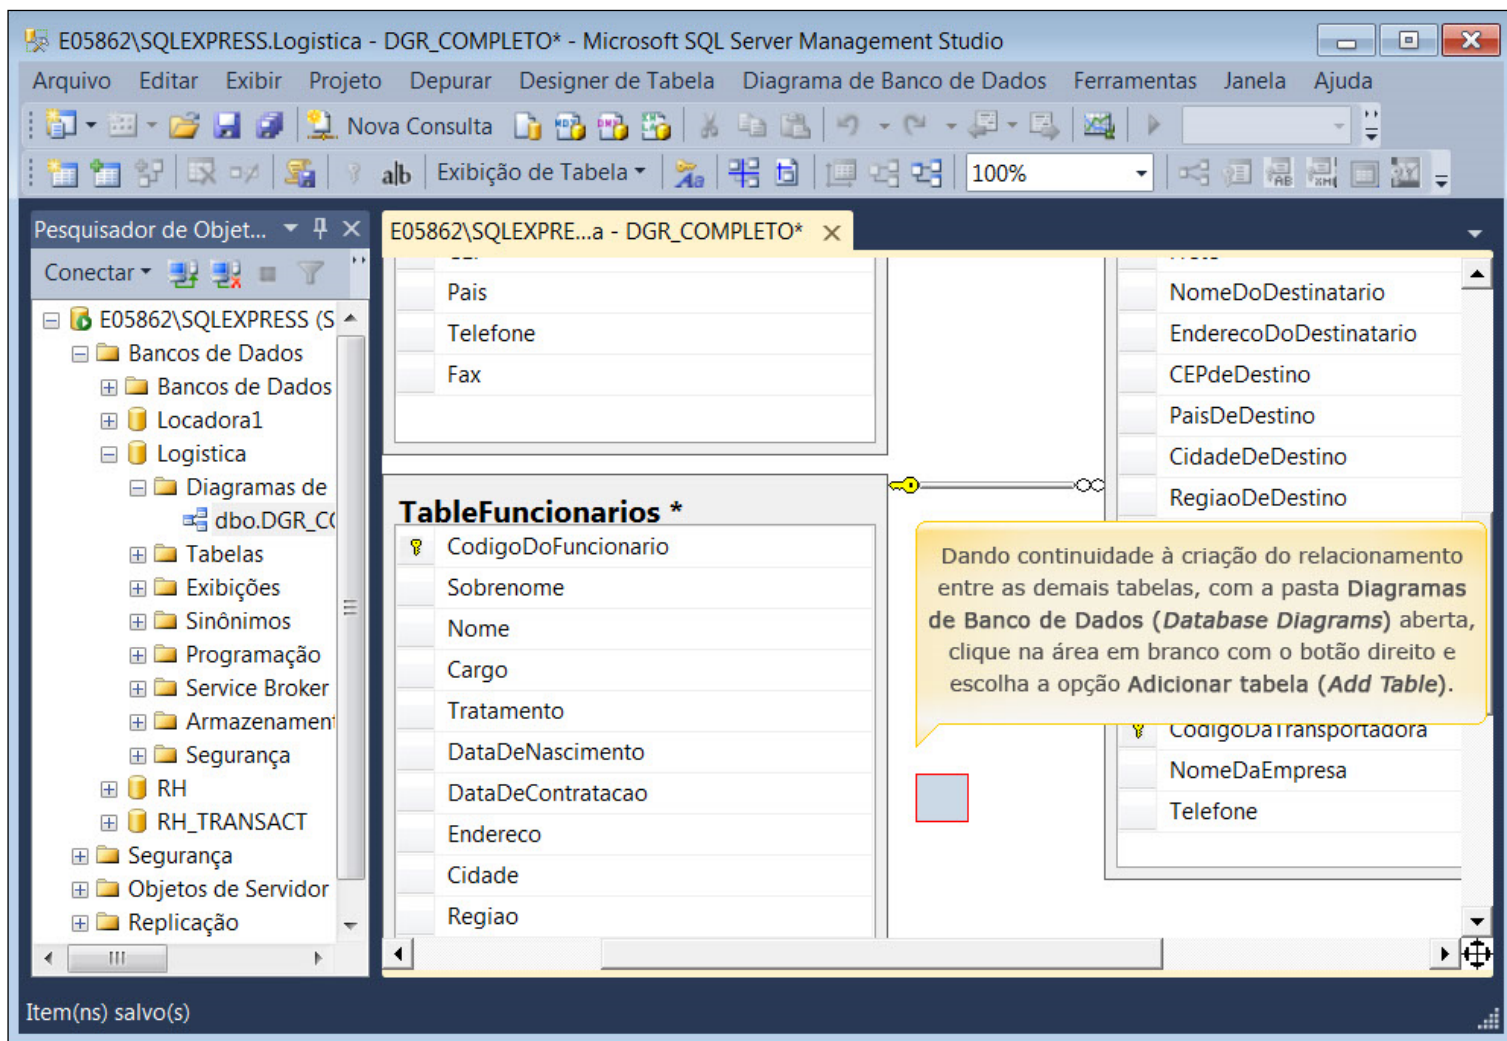 E05862\SQLEXPRESS.Logistica - DGR_COMPLETO* - Microsoft SQL Server Management Studio
Arquivo Editar Exibir Projeto Depurar Designer de Tabela Diagrama de Banco de Dados Ferramentas Janela Ajuda
Nova Consulta
Exibição de Tabela 100%
Pesquisador de Objet...
Conectar
E05862\SQLEXPRESS (S
Bancos de Dados
Bancos de Dados
Locadora1
Logistica
Diagramas de
dbo.DGR_C
Tabelas
Exibições
Sinônimos
Programação
Service Broker
Armazenament
Segurança
RH
RH_TRANSACT
Segurança
Objetos de Servidor
Replicação
E05862\SQLEXPRE...a - DGR_COMPLETO*
Pais
Telefone
Fax
TableFuncionarios *
CodigoDoFuncionario
Sobrenome
Nome
Cargo
Tratamento
DataDeNascimento
DataDeContratacao
Endereco
Cidade
Regiao
NomeDoDestinatario
EnderecoDoDestinatario
CEPdeDestino
PaisDeDestino
CidadeDeDestino
RegiaoDeDestino
Dando continuidade à criação do relacionamento
entre as demais tabelas, com a pasta Diagramas
de Banco de Dados (Database Diagrams) aberta,
clique na área em branco com o botão direito e
escolha a opção Adicionar tabela (Add Table).
CodigoDaTransportadora
NomeDaEmpresa
Telefone
Item(ns) salvo(s)